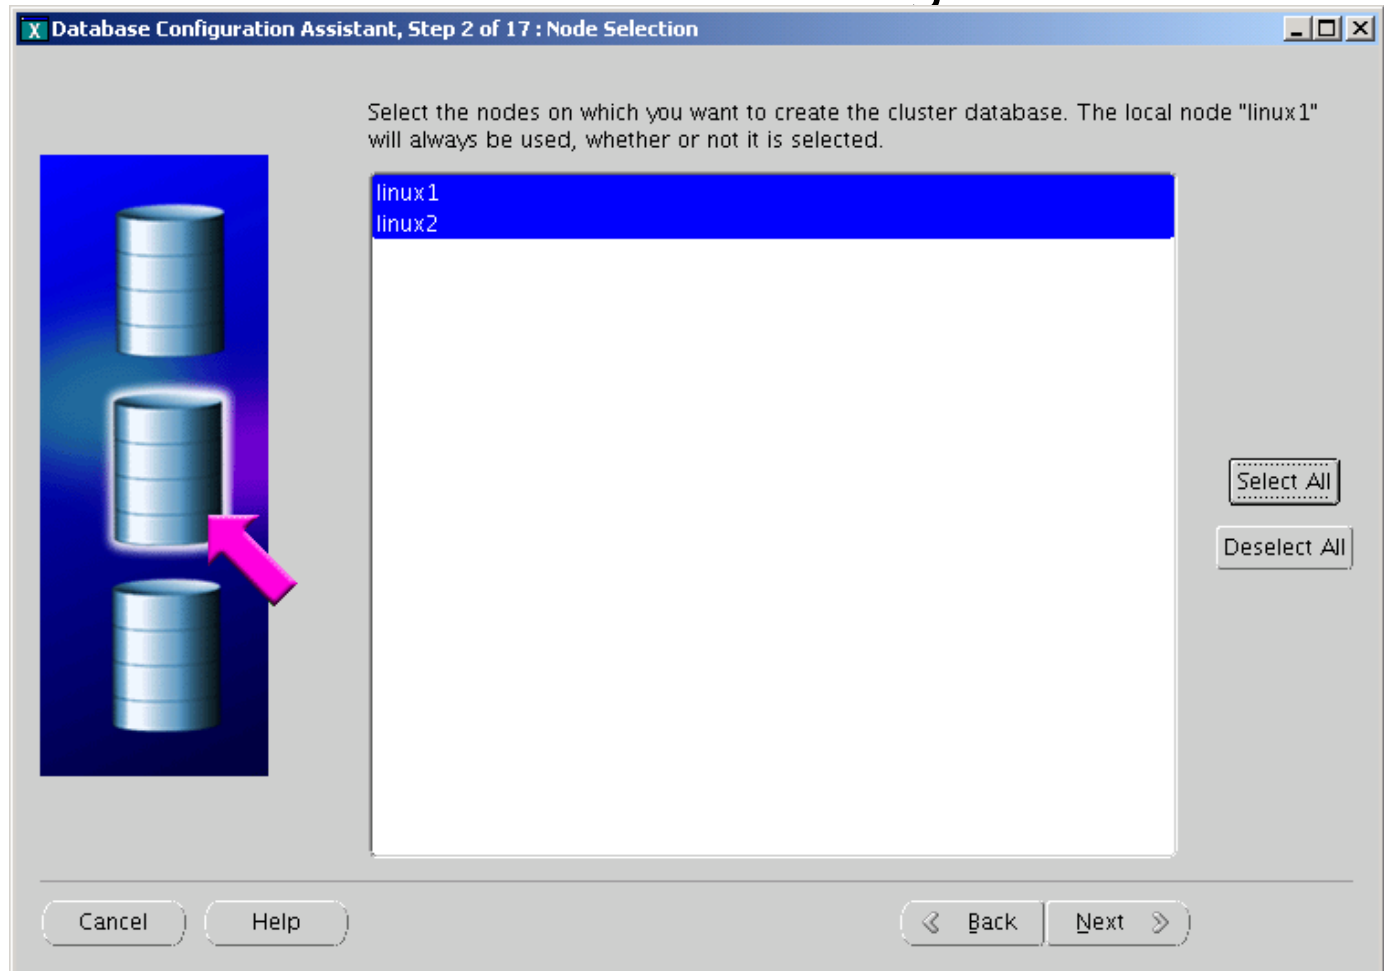 Database Configuration Assistant, Step 2 of 17 : Node Selection
Select the nodes on which you want to create the cluster database. The local node "linux1"
will always be used, whether or not it is selected.
linux1
linux2
Select All
Deselect All
Cancel
Help
Back
Next